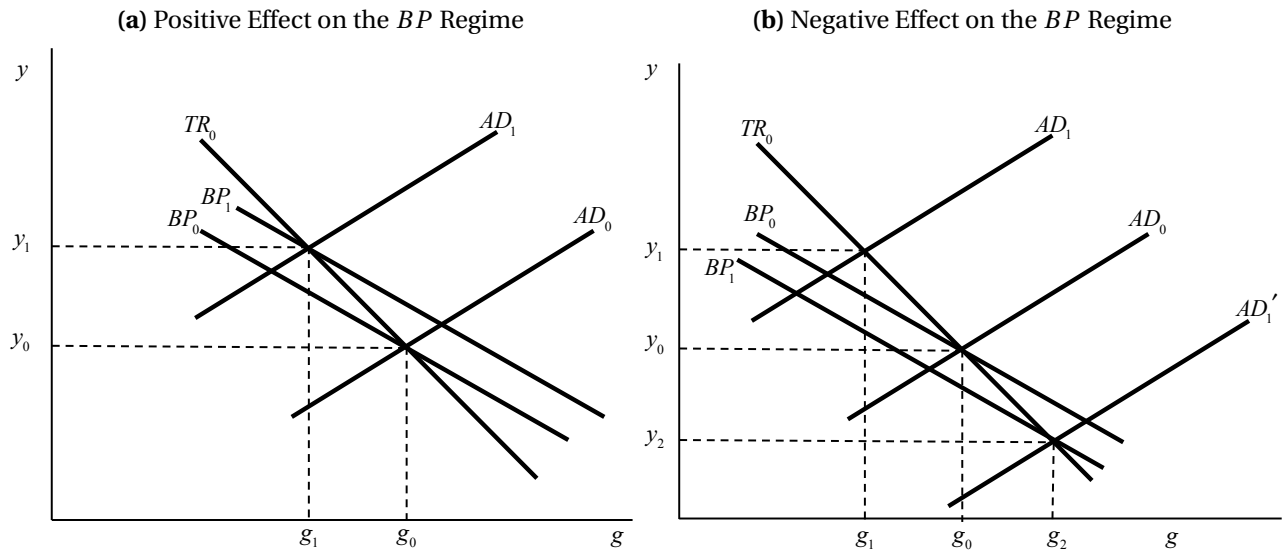 (a) Positive Effect on the BP Regime
y
TR₀
AD₁
BP₁
BP₀
AD₀
y₁
y₀
g₁
g₀
g
(b) Negative Effect on the BP Regime
y
TR₀
AD₁
BP₀
AD₀
BP₁
y₁
AD₁′
y₀
y₂
g₁
g₀
g₂
g